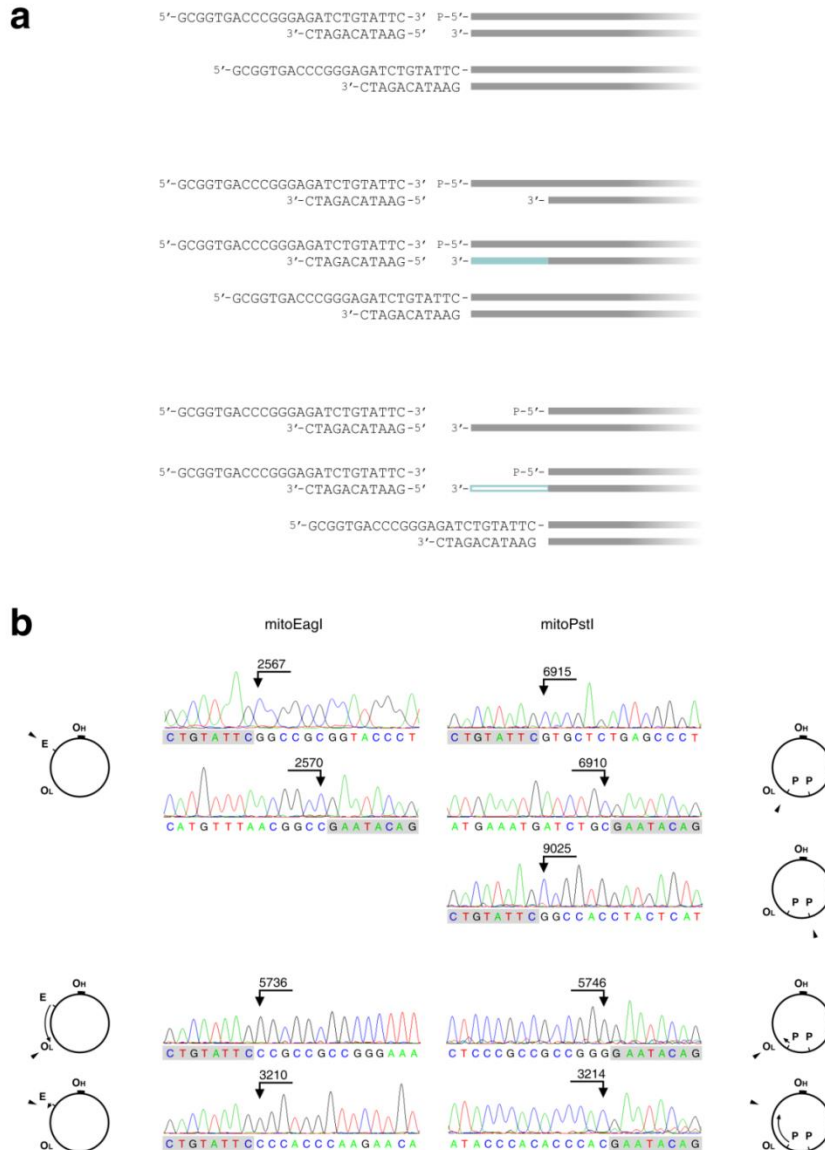 a
5'-GCGGTGACCCGGGAGATCTGTATTC-3' P-5'-
3'-CTAGACATAAG-5' 3'-
5'-GCGGTGACCCGGGAGATCTGTATTC-
3'-CTAGACATAAG
5'-GCGGTGACCCGGGAGATCTGTATTC-3' P-5'-
3'-CTAGACATAAG-5' 3'-
5'-GCGGTGACCCGGGAGATCTGTATTC-3' P-5'-
3'-CTAGACATAAG-5' 3'-
5'-GCGGTGACCCGGGAGATCTGTATTC-
3'-CTAGACATAAG
5'-GCGGTGACCCGGGAGATCTGTATTC-3' P-5'-
3'-CTAGACATAAG-5' 3'-
5'-GCGGTGACCCGGGAGATCTGTATTC-3' P-5'-
3'-CTAGACATAAG-5' 3'-
5'-GCGGTGACCCGGGAGATCTGTATTC-
3'-CTAGACATAAG
b
mitoEagI mitoPstI
2567 6915
OH
E
OL
CTGTATTCGGCCGCGGTACCCT CTGTATTCGTGCTCTGAGCCCT
OH
P P
OL
2570 6910
CATGTTTAACGGCCGAATACAG ATGAAATGATCTGCGAATACAG
9025
CTGTATTCGGCCACCTACTCAT
OH
P P
OL
5736 5746
OH
E
OL
CTGTATTCCCGCCGCCGGGAAA CTCCCGCCGCCGGGGAATACAG
OH
P P
OL
3210 3214
OH
E
OL
CTGTATTCCCCACCCAAGAACA ATACCCACACCCACGAATACAG
OH
P P
OL